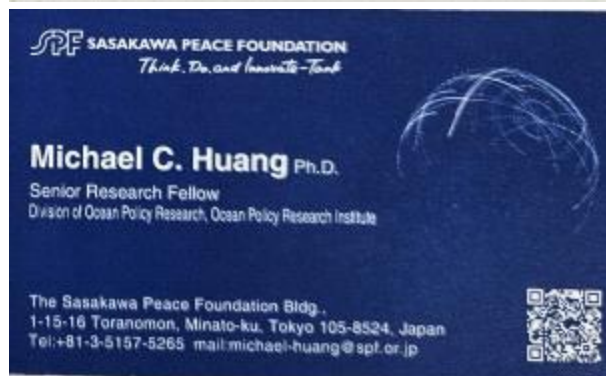 SPF SASAKAWA PEACE FOUNDATION
Think, Do, and Innovate-Tank
Michael C. Huang Ph.D.
Senior Research Fellow
Division of Ocean Policy Research, Ocean Policy Research Institute
The Sasakawa Peace Foundation Bldg.,
1-15-16 Toranomon, Minato-ku, Tokyo 105-8524, Japan
Tel:+81-3-5157-5265 mail:michael-huang@spf.or.jp